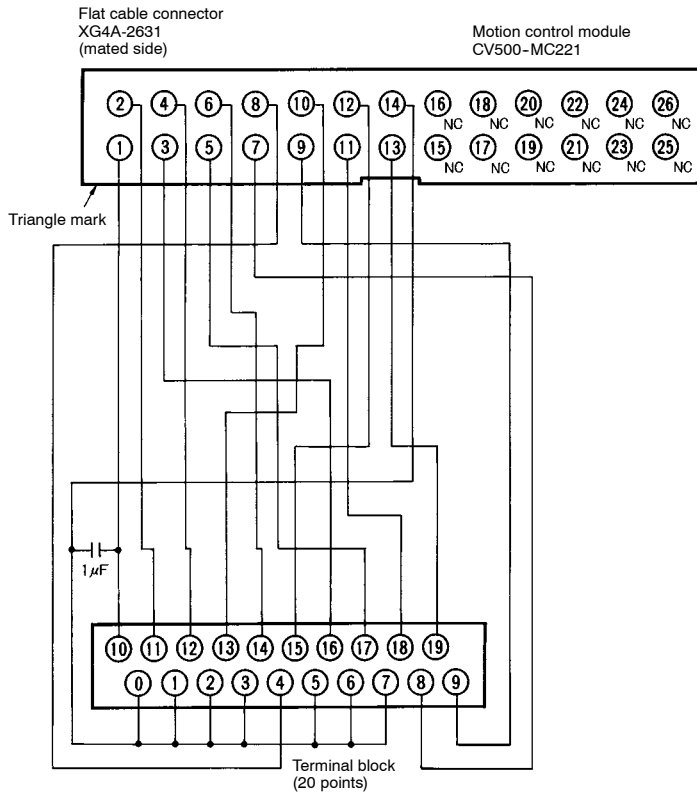 Flat cable connector
XG4A-2631
(mated side)
Motion control module
CV500-MC221
2 4 6 8 10 12 14 16 18 20 22 24 26
NC NC NC NC NC NC
1 3 5 7 9 11 13 15 17 19 21 23 25
NC NC NC NC NC NC
Triangle mark
1μF
10 11 12 13 14 15 16 17 18 19
0 1 2 3 4 5 6 7 8 9
Terminal block
(20 points)